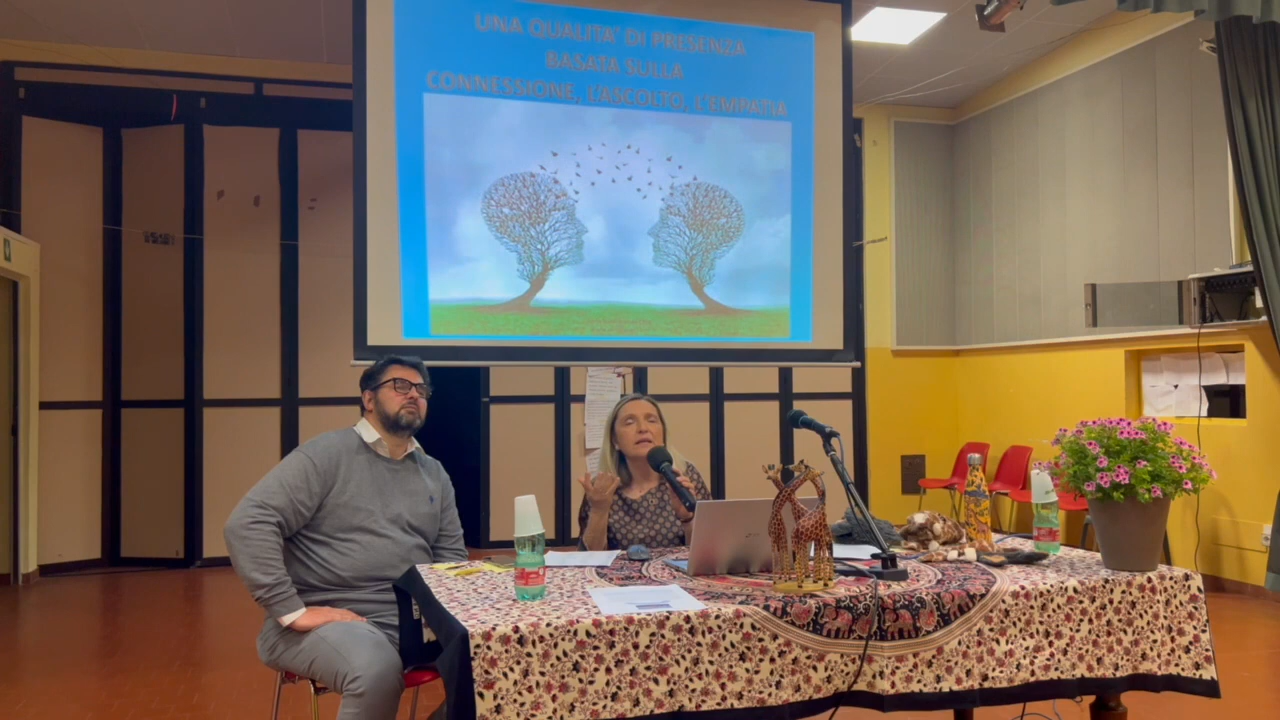 UNA QUALITA' DI PRESENZA
BASATA SULLA
CONNESSIONE, L'ASCOLTO, L'EMPATIA